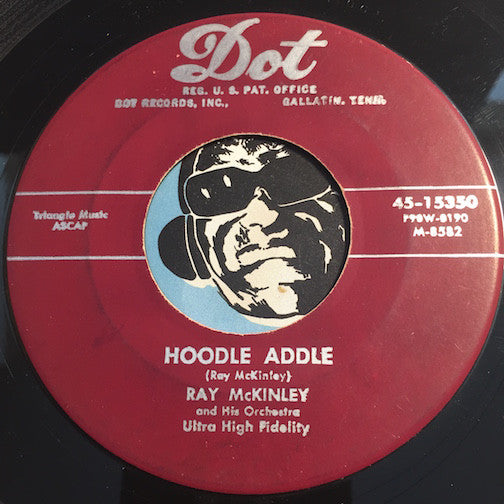 Dot
REG. U. S. PAT. OFFICE
DOT RECORDS, INC., GALLATIN, TENN.
Triangle Music
ASCAP
45-15350
P90W-8190
M-8582
HOODLE ADDLE
(Ray McKinley)
RAY McKINLEY
and His Orchestra
Ultra High Fidelity